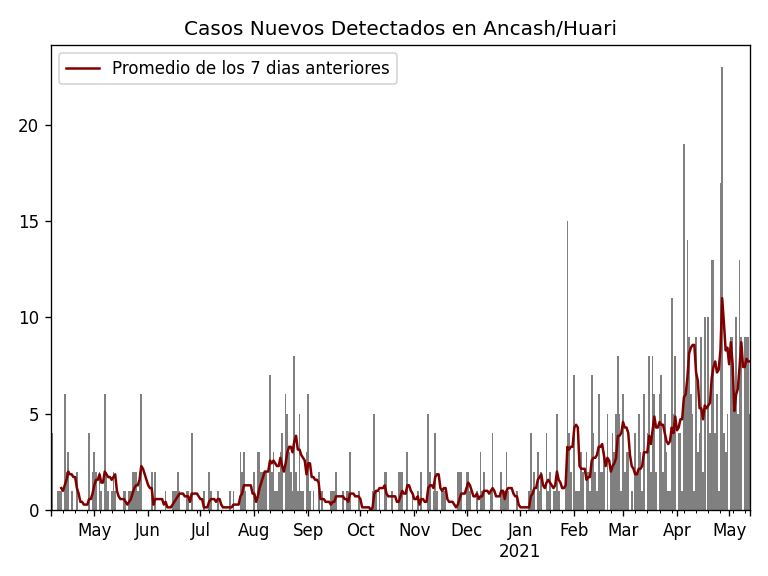 Casos Nuevos Detectados en Ancash/Huari
Promedio de los 7 dias anteriores
20
15
10
5
0
May Jun Jul Aug Sep Oct Nov Dec Jan Feb Mar Apr May
2021